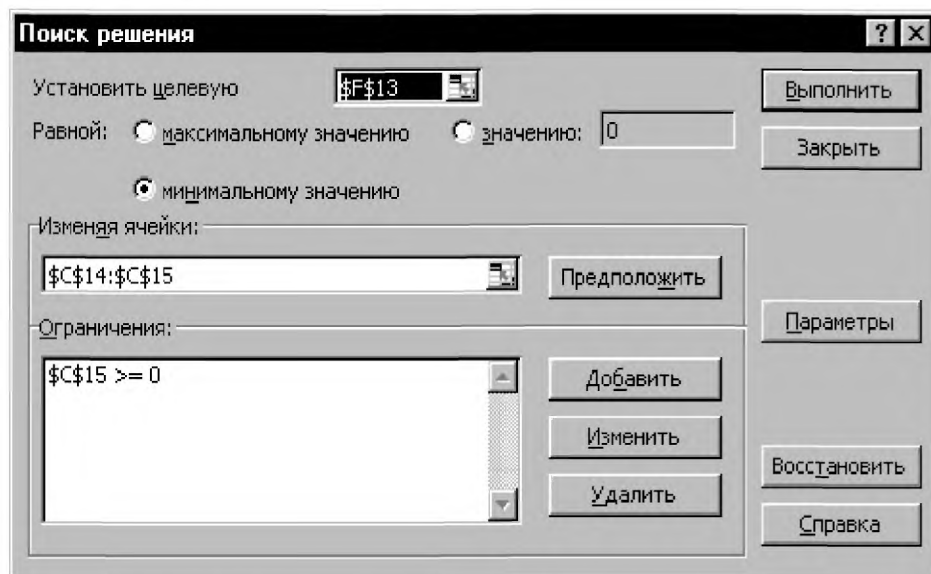 Поиск решения
Установить целевую $F$13 Выполнить
Равной: максимальному значению значению: 0 Закрыть
минимальному значению
Изменяя ячейки:
$C$14:$C$15 Предположить
Ограничения: Параметры
$C$15 >= 0 Добавить
Изменить
Восстановить
Удалить
Справка